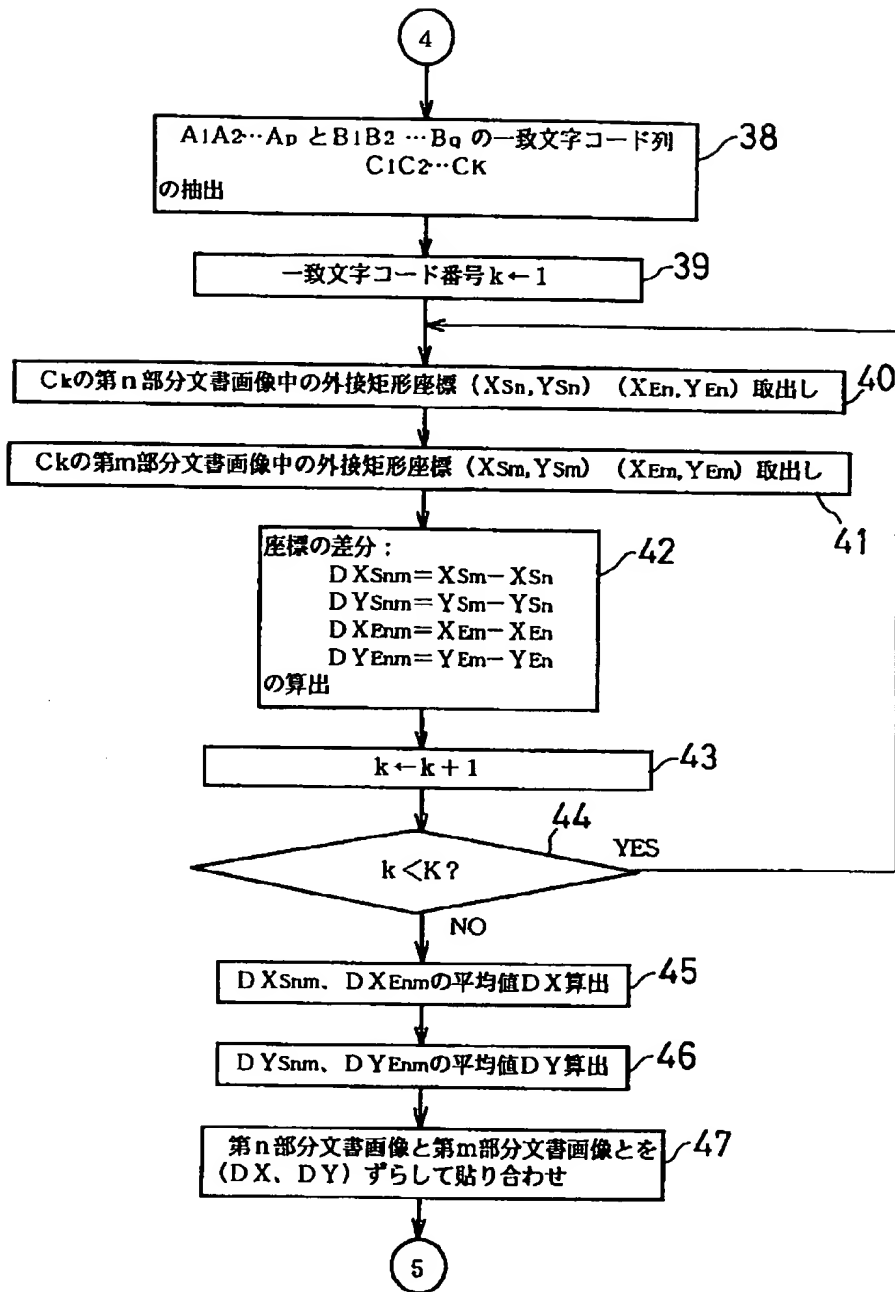 4
A1A2…ApとB1B2…Bqの一致文字コード列
C1C2…CK
の抽出
38
一致文字コード番号k←1
39
Ckの第n部分文書画像中の外接矩形座標(XSn,YSn) (XEn,YEn)取出し
40
Ckの第m部分文書画像中の外接矩形座標(XSm,YSm) (XEm,YEm)取出し
41
座標の差分:
DXSnm=XSm-XSn
DYSnm=YSm-YSn
DXEnm=XEm-XEn
DYEnm=YEm-YEn
の算出
42
k←k+1
43
44
k<K?
YES
NO
DXSnm、DXEnmの平均値DX算出
45
DYSnm、DYEnmの平均値DY算出
46
第n部分文書画像と第m部分文書画像とを
(DX、DY)ずらして貼り合わせ
47
5